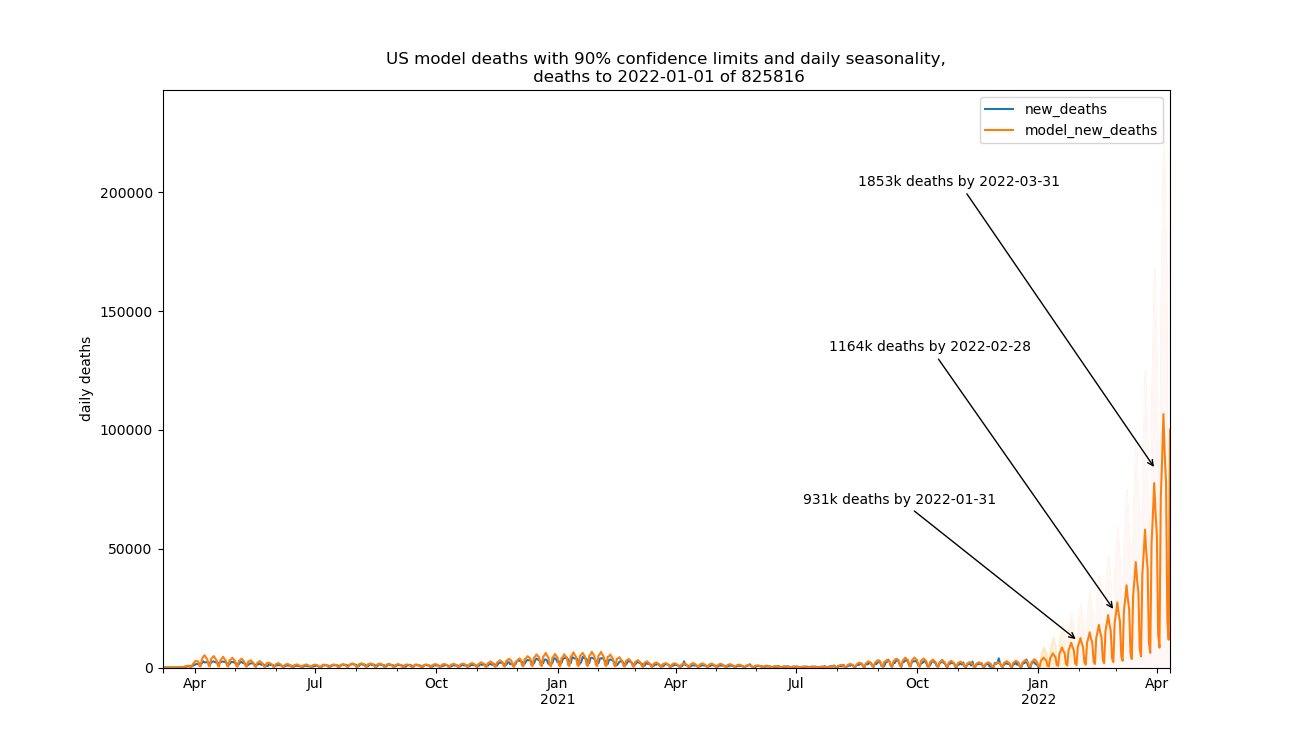 US model deaths with 90% confidence limits and daily seasonality,
deaths to 2022-01-01 of 825816
new_deaths
model_new_deaths
1853k deaths by 2022-03-31
1164k deaths by 2022-02-28
931k deaths by 2022-01-31
daily deaths
200000
150000
100000
50000
0
Apr
Jul
Oct
Jan
2021
Apr
Jul
Oct
Jan
2022
Apr